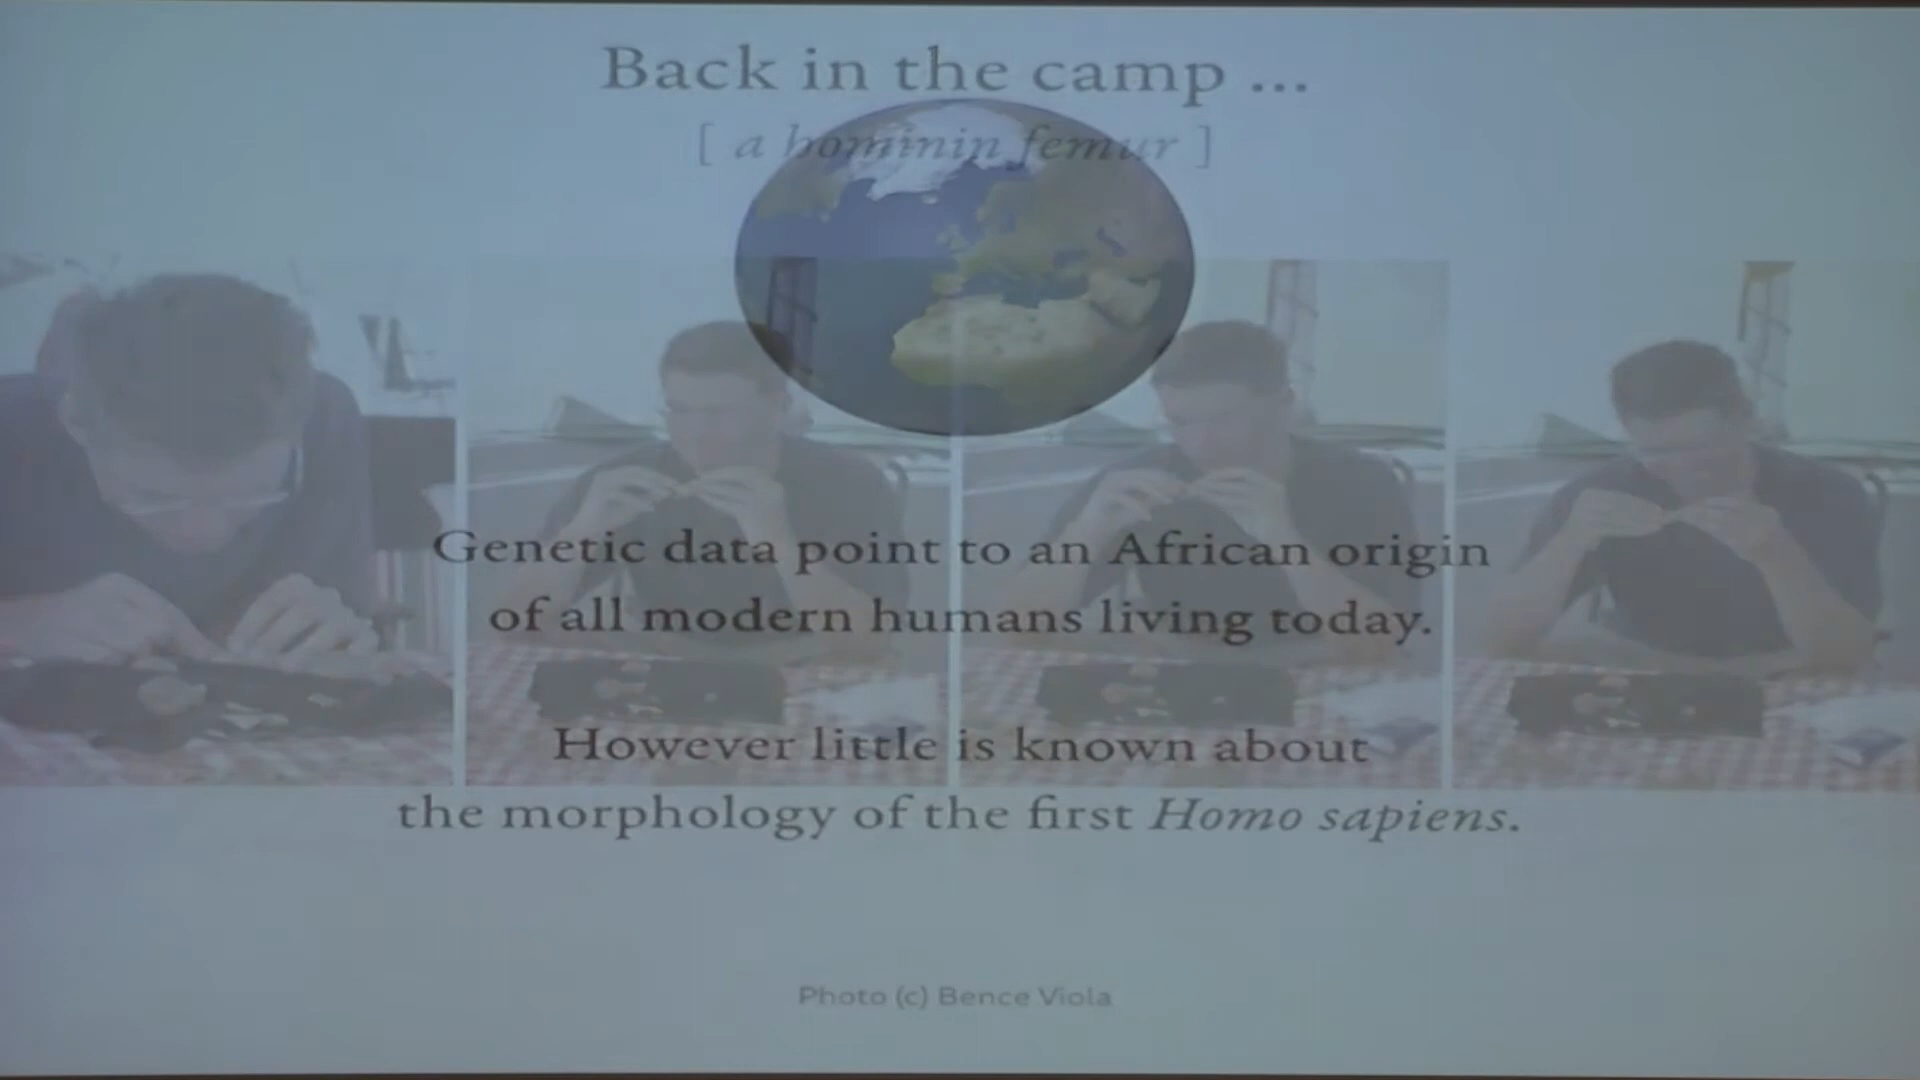 Back in the camp ...
[ a hominin femur ]
Genetic data point to an African origin
of all modern humans living today.
However little is known about
the morphology of the first Homo sapiens.
Photo (c) Bence Viola